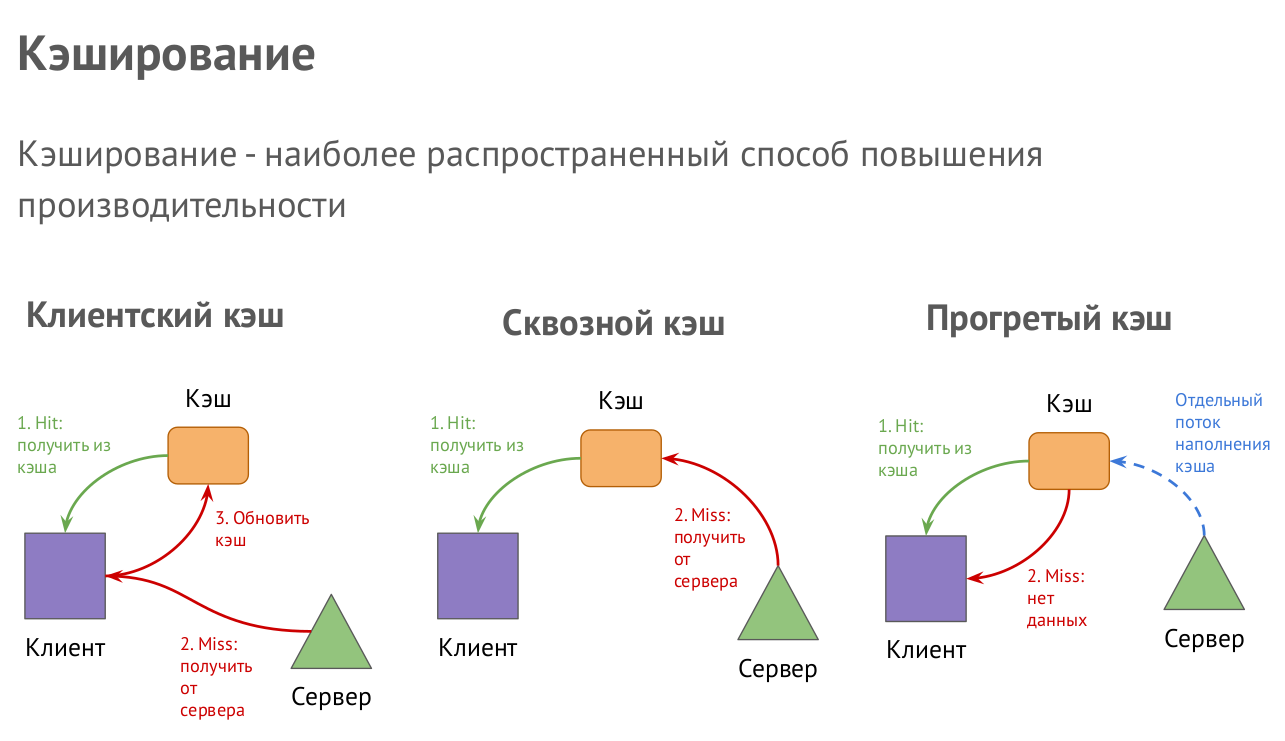 Кэширование
Кэширование - наиболее распространенный способ повышения
производительности
Клиентский кэш
Кэш
1. Hit:
получить из
кэша
3. Обновить
кэш
Клиент
2. Miss:
получить
от
сервера
Сервер
Сквозной кэш
Кэш
1. Hit:
получить из
кэша
2. Miss:
получить
от
сервера
Клиент
Сервер
Прогретый кэш
Кэш
Отдельный
поток
наполнения
кэша
1. Hit:
получить из
кэша
2. Miss:
нет
данных
Клиент
Сервер